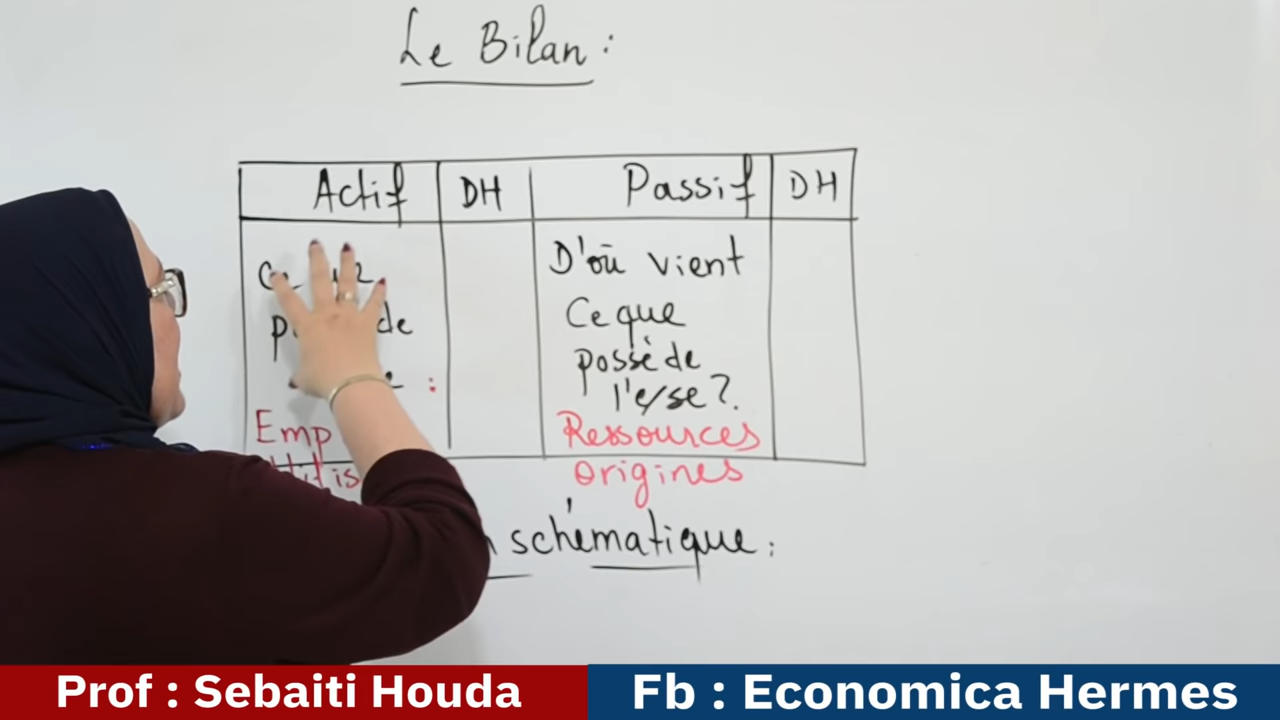 Le Bilan :
Actif DH Passif DH
D'où vient
Ce que
possède
l'e/se ?
Ressources
origines
schématique :
Prof : Sebaiti Houda
Fb : Economica Hermes